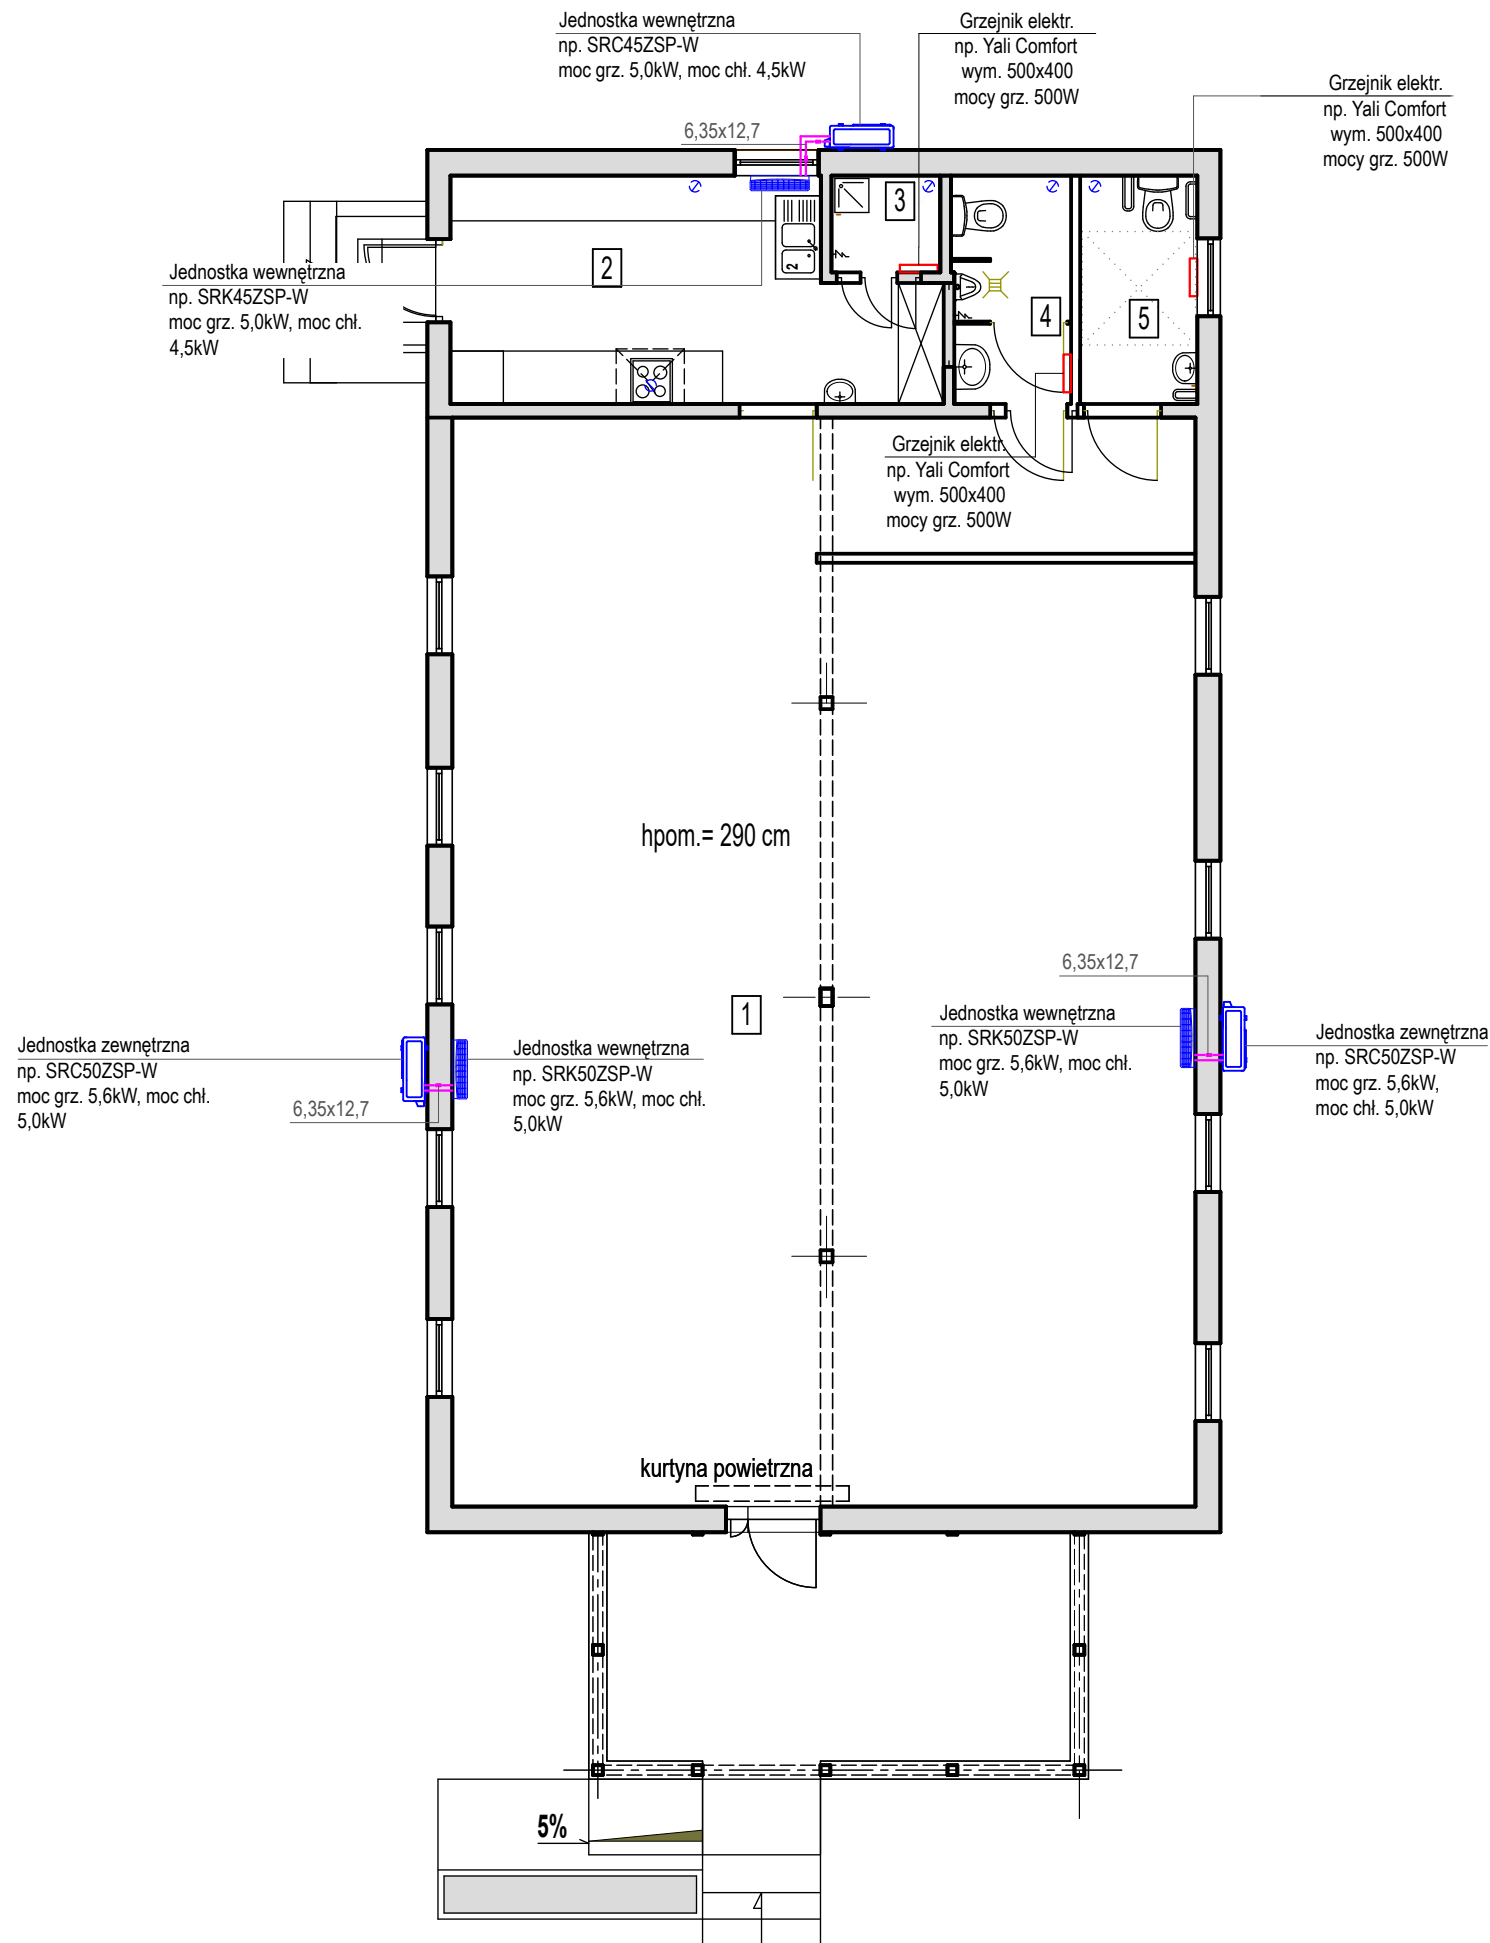 Jednostka wewnętrzna
np. SRC45ZSP-W
moc grz. 5,0kW, moc chł. 4,5kW
Grzejnik elektr.
np. Yali Comfort
wym. 500x400
mocy grz. 500W
Grzejnik elektr.
np. Yali Comfort
wym. 500x400
mocy grz. 500W
6,35x12,7
3
2
2
Jednostka wewnętrzna
np. SRK45ZSP-W
moc grz. 5,0kW, moc chł.
4,5kW
4
5
Grzejnik elektr.
np. Yali Comfort
wym. 500x400
mocy grz. 500W
hpom.= 290 cm
6,35x12,7
1
Jednostka wewnętrzna
np. SRK50ZSP-W
moc grz. 5,6kW, moc chł.
5,0kW
Jednostka zewnętrzna
np. SRC50ZSP-W
moc grz. 5,6kW,
moc chł. 5,0kW
Jednostka zewnętrzna
np. SRC50ZSP-W
moc grz. 5,6kW, moc chł.
5,0kW
Jednostka wewnętrzna
np. SRK50ZSP-W
moc grz. 5,6kW, moc chł.
5,0kW
6,35x12,7
kurtyna powietrzna
5%